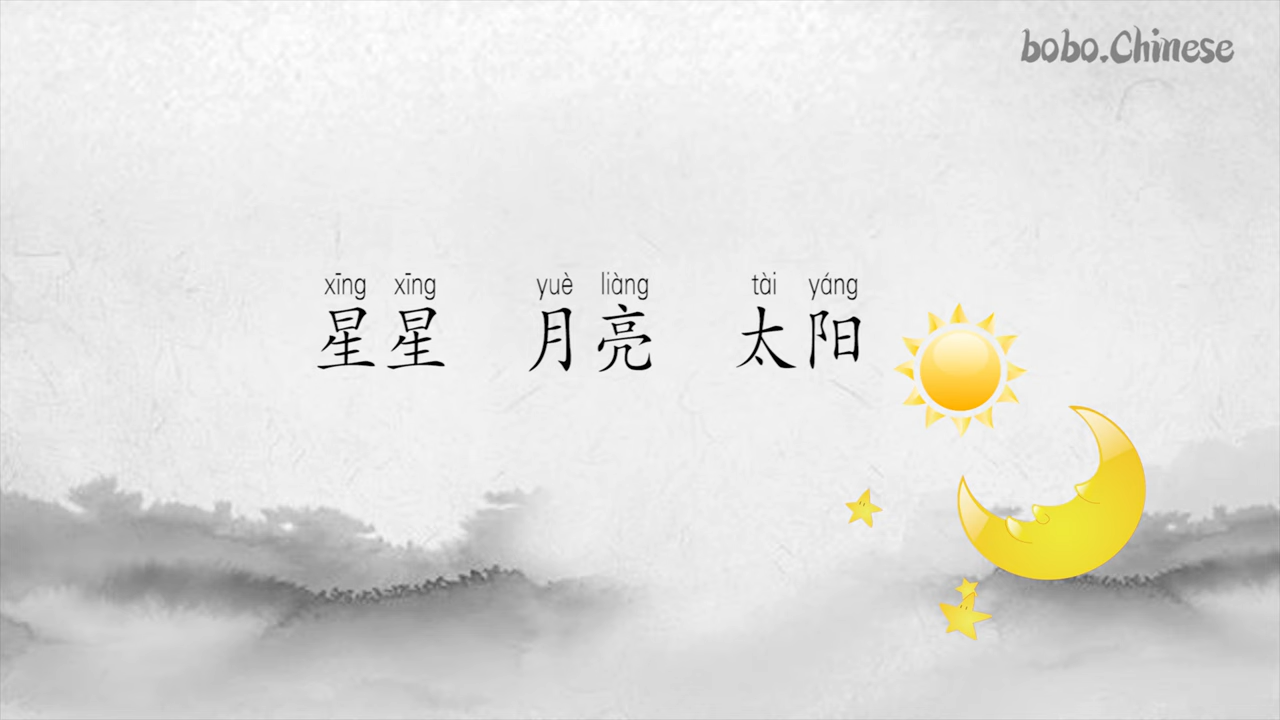 bobo.Chinese
xīng xīng yuè liàng tài yáng
星星 月亮 太阳